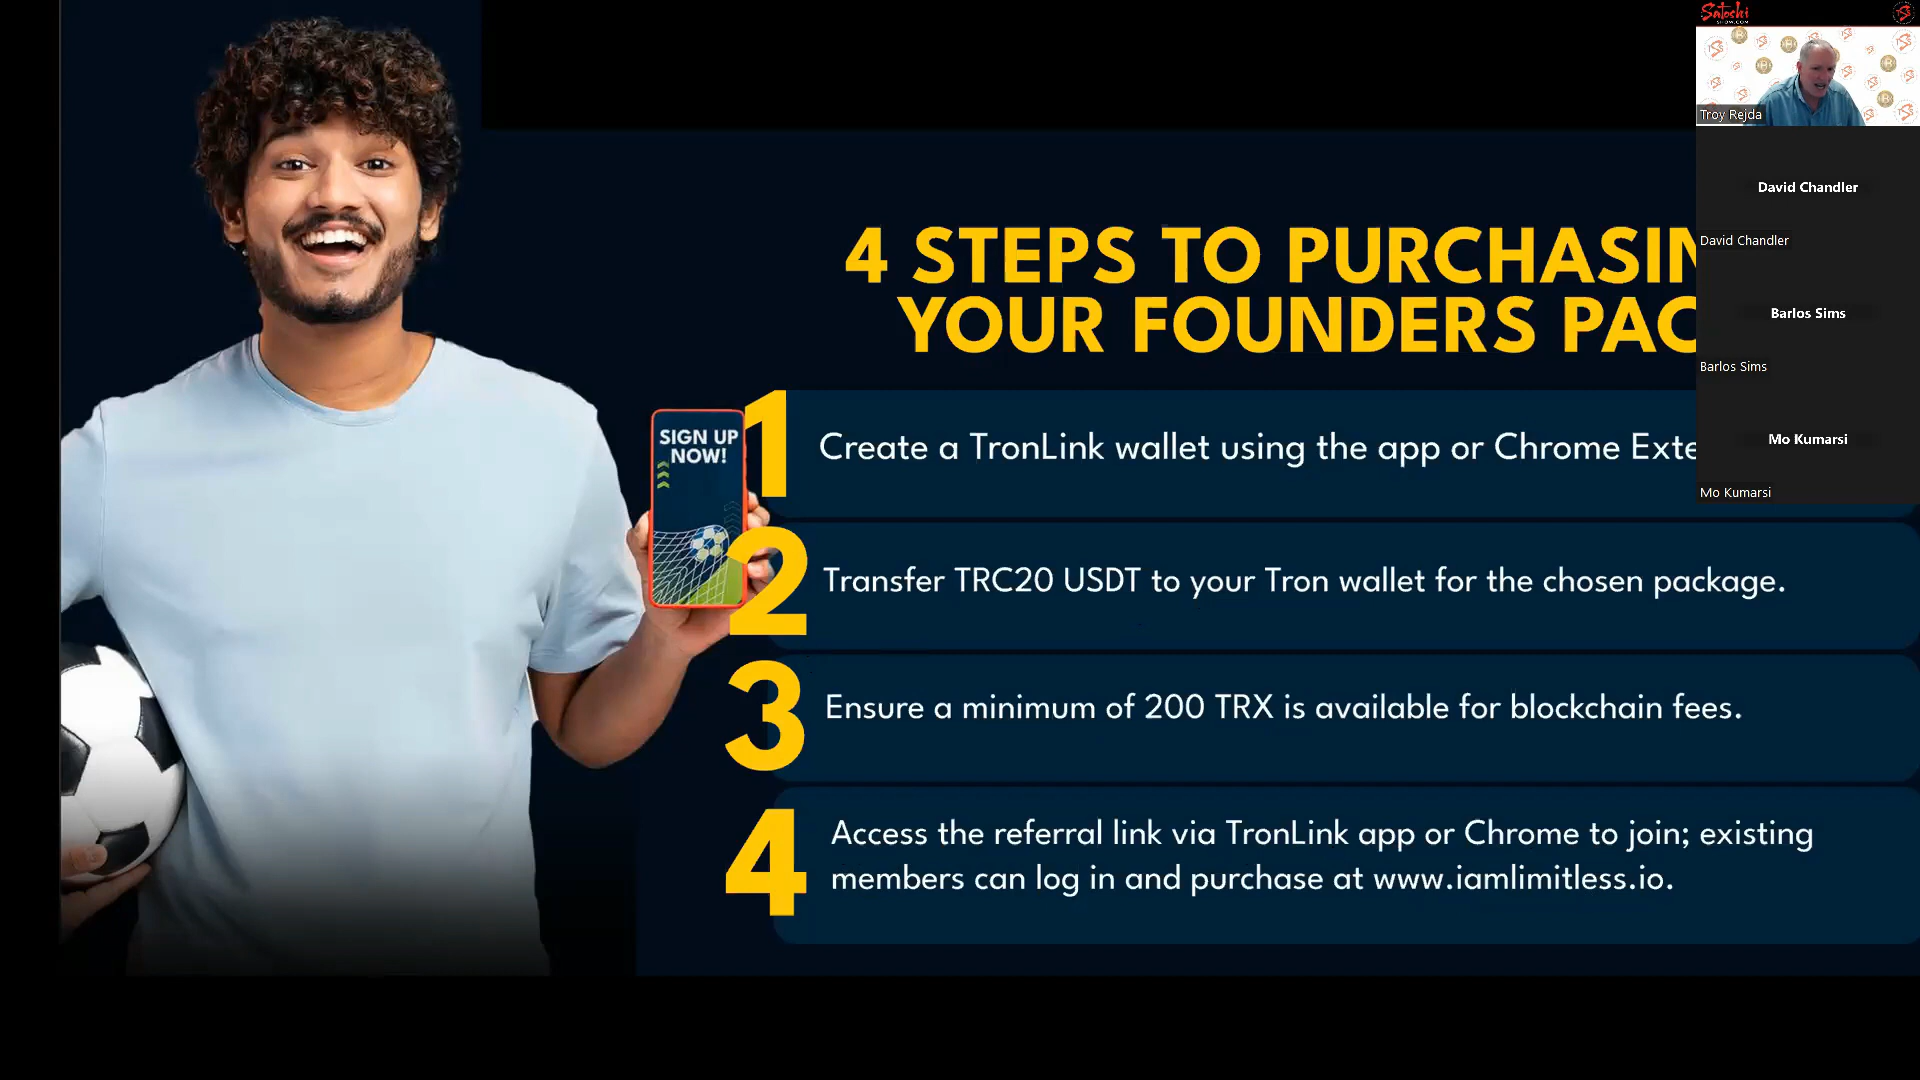 Satoshi
SHOW.COM
Troy Rejda
David Chandler
David Chandler
Barlos Sims
Barlos Sims
Mo Kumarsi
Mo Kumarsi
4 STEPS TO PURCHASIN
YOUR FOUNDERS PAC
SIGN UP
NOW!
1
Create a TronLink wallet using the app or Chrome Exte
2
Transfer TRC20 USDT to your Tron wallet for the chosen package.
3
Ensure a minimum of 200 TRX is available for blockchain fees.
4
Access the referral link via TronLink app or Chrome to join; existing
members can log in and purchase at www.iamlimitless.io.